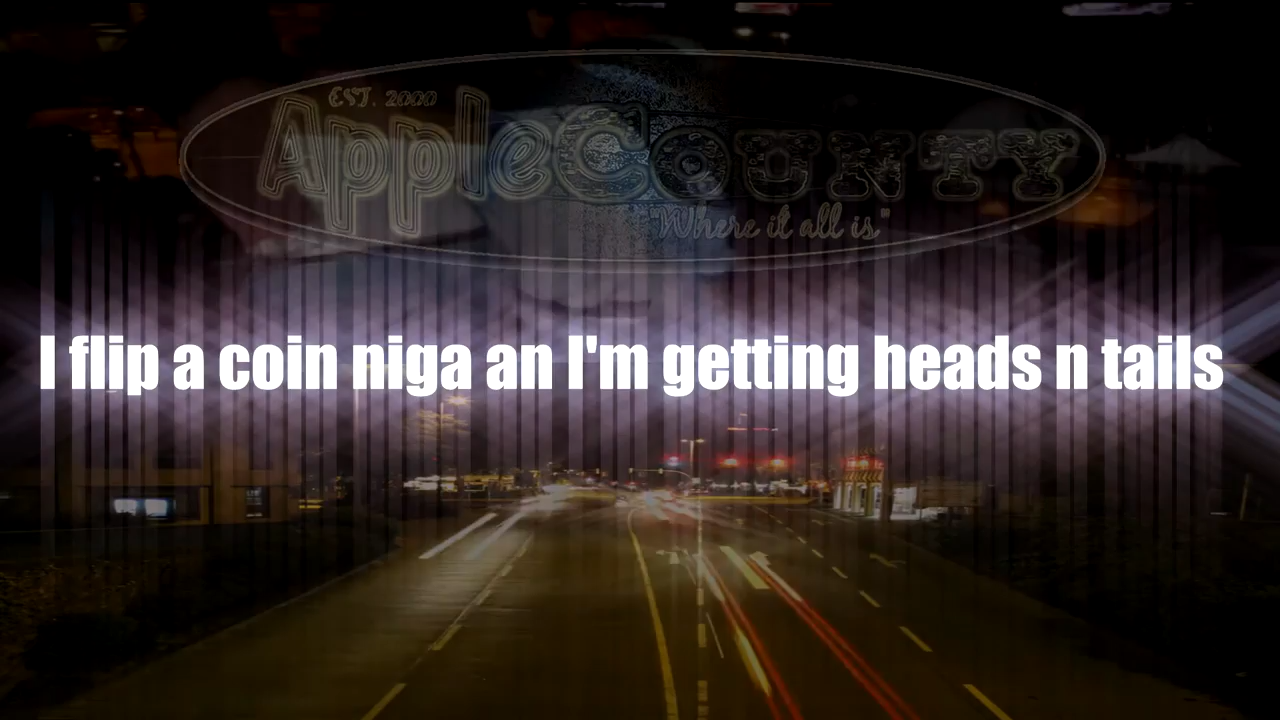 EST. 2000
AppleCOUNTY
"Where it all is"
I flip a coin niga an I'm getting heads n tails